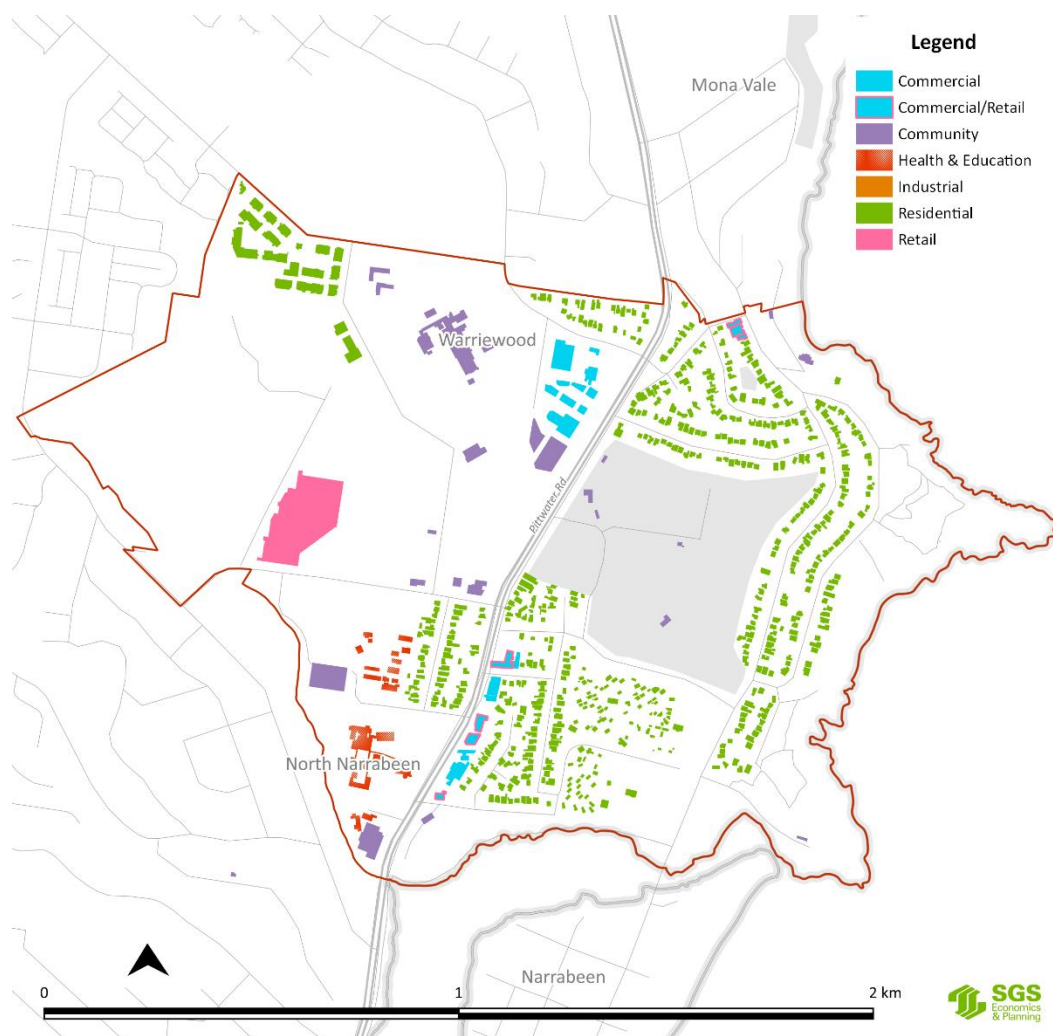 Legend
Commercial
Commercial/Retail
Community
Health & Education
Industrial
Residential
Retail
Mona Vale
Warriewood
Pittwater Rd
North Narrabeen
Narrabeen
0
1
2 km
SGS
Economics
& Planning